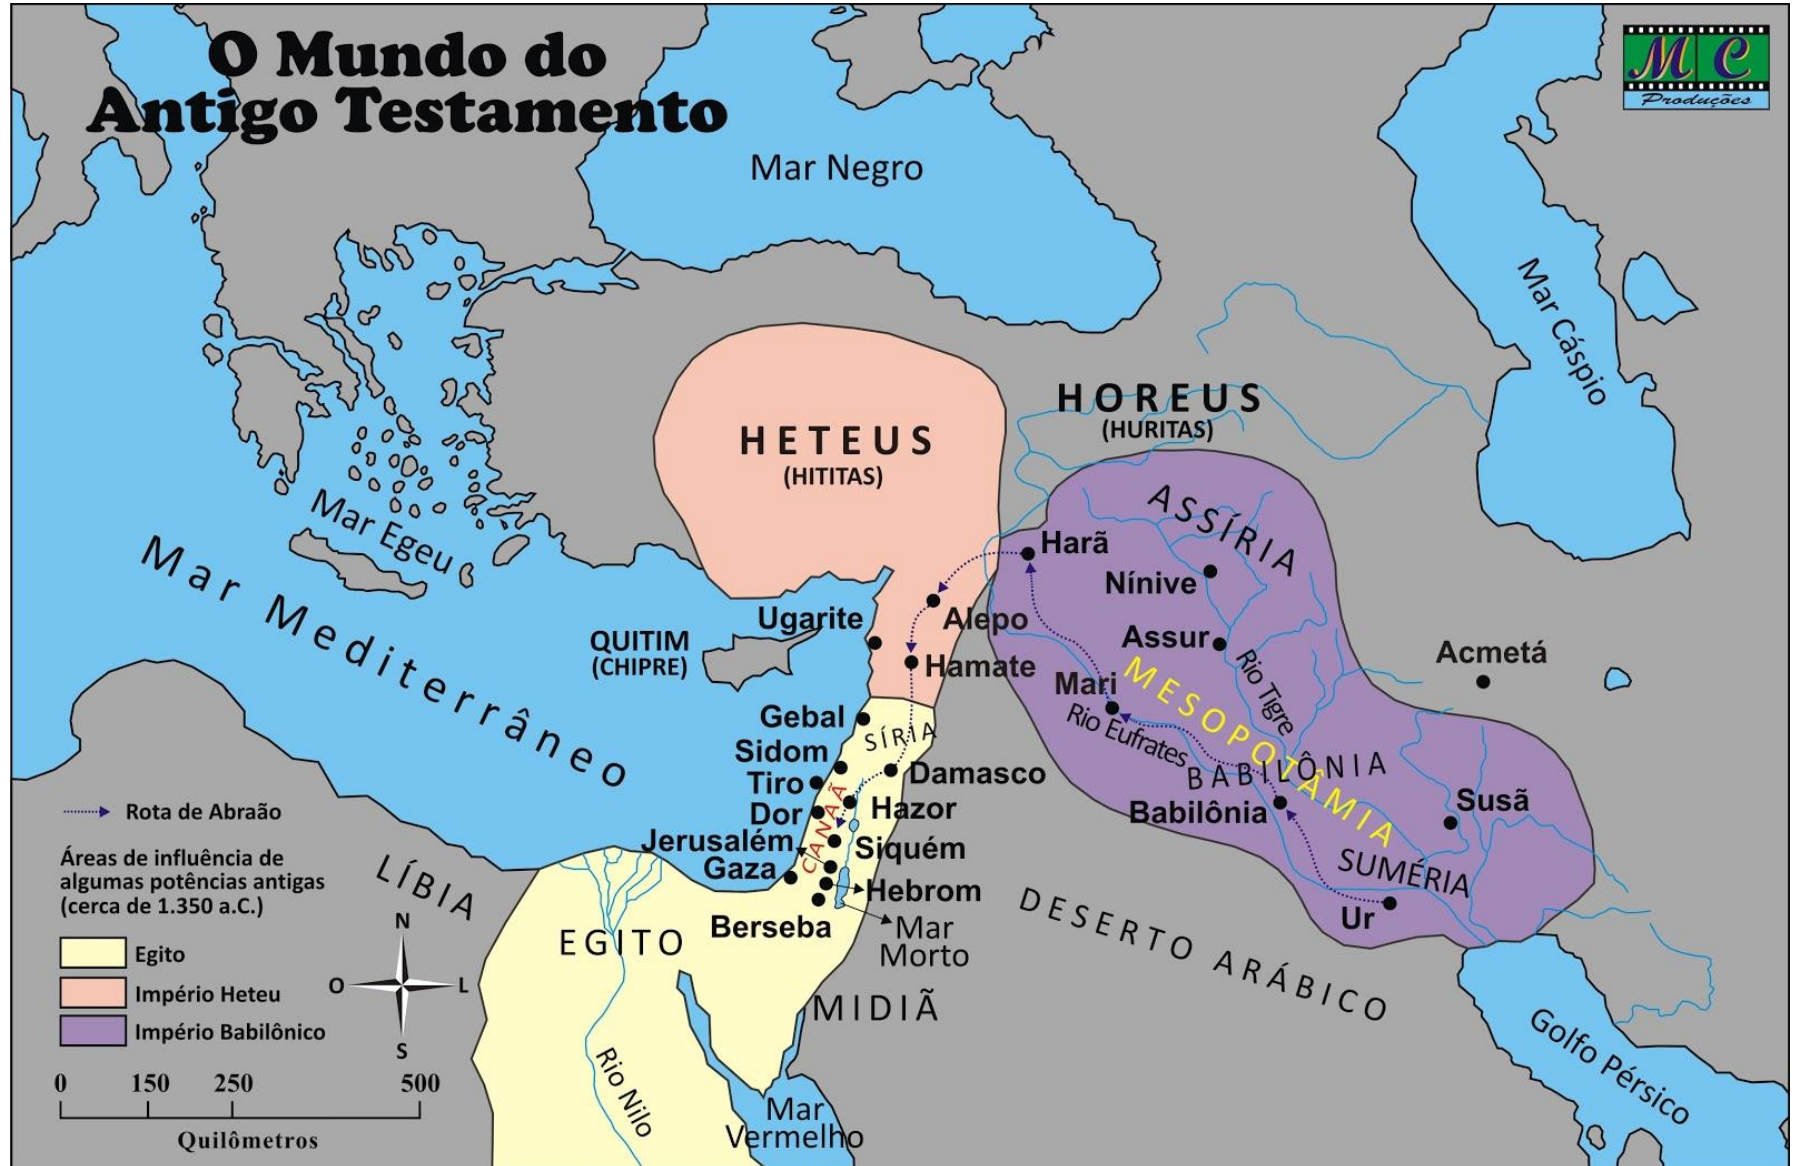 O Mundo do
Antigo Testamento
M C
Produções
Mar Negro
Mar Cáspio
HOREUS
(HURITAS)
HETEUS
(HITITAS)
Mar Egeu
Mar Mediterrâneo
ASSÍRIA
Harã
Nínive
Alepo
Ugarite
QUITIM
(CHIPRE)
Assur
Hamate
Acmetá
Mari
MESOPOTÂMIA
Rio Tigre
Rio Eufrates
Gebal
SÍRIA
Sidom
BABILÔNIA
Damasco
Tiro
Susã
Hazor
Dor
Babilônia
CANAÃ
Rota de Abraão
Jerusalém
Siquém
Gaza
SUMÉRIA
Áreas de influência de
algumas potências antigas
(cerca de 1.350 a.C.)
LÍBIA
Hebrom
Ur
Berseba
Mar
Morto
DESERTO ARÁBICO
EGITO
N
O
L
S
Egito
Império Heteu
Império Babilônico
MIDIÃ
Golfo Pérsico
Rio Nilo
0 150 250 500
Quilômetros
Mar
Vermelho